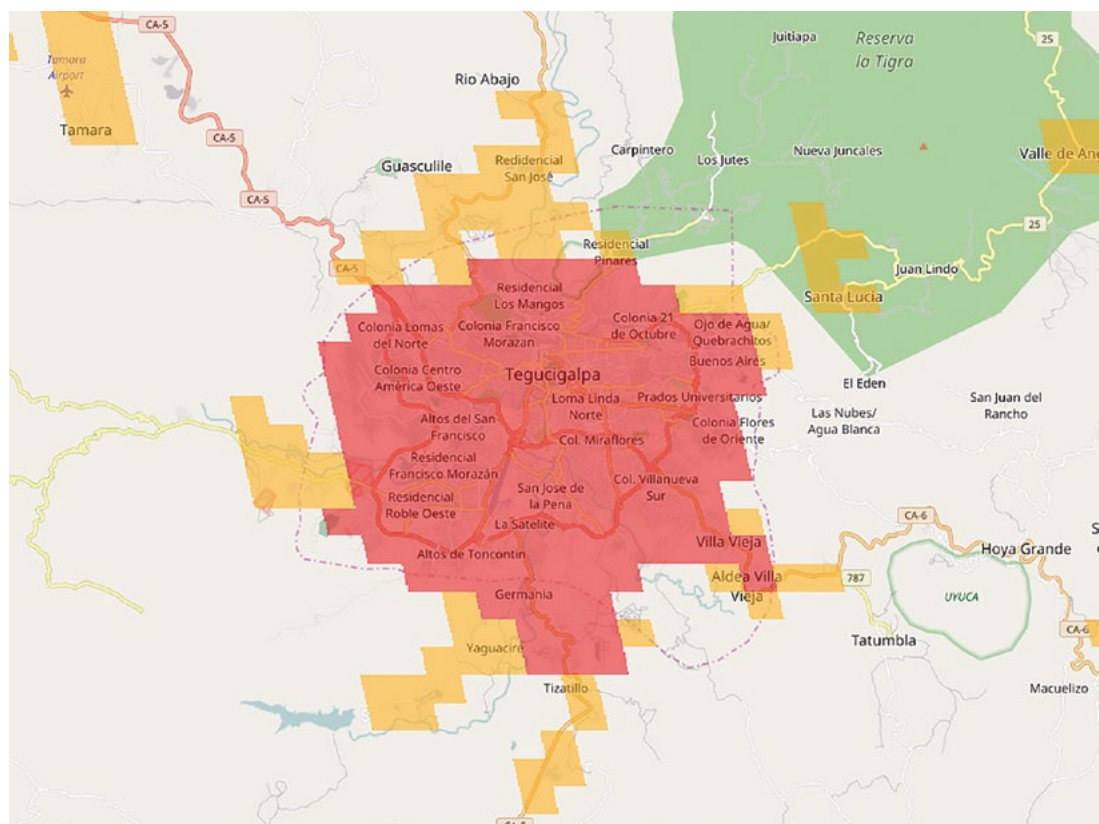 CA-5
Juitiapa
Reserva
la Tigra
25
Tamara
Airport
Rio Abajo
Tamara
CA-5
Carpintero
Nueva Juncales
Valle de Ane
Guasculile
Redidencial
San José
Los Jutes
CA-5
25
Residencial
Pinares
CA-5
Juan Lindo
Santa Lucia
Residencial
Los Mangos
Colonia Lomas
del Norte
Colonia Francisco
Morazan
Colonia 21
de Octubre
Ojo de Agua/
Quebrachitos
Buenos Aires
Colonia Centro
América Oeste
Tegucigalpa
El Eden
Loma Linda
Norte
Prados Universitarios
San Juan del
Rancho
Las Nubes/
Agua Blanca
Altos del San
Francisco
Col. Miraflores
Colonia Flores
de Oriente
Residencial
Francisco Morazán
Col. Villanueva
Sur
San Jose de
la Pena
Residencial
Roble Oeste
La Satelite
CA-6
Villa Vieja
Hoya Grande
Altos de Toncontin
Aldea Villa
Vieja
787
Germania
UYUCA
Tatumbla
CA-6
Yaguacire
Tizatillo
Macuelizo